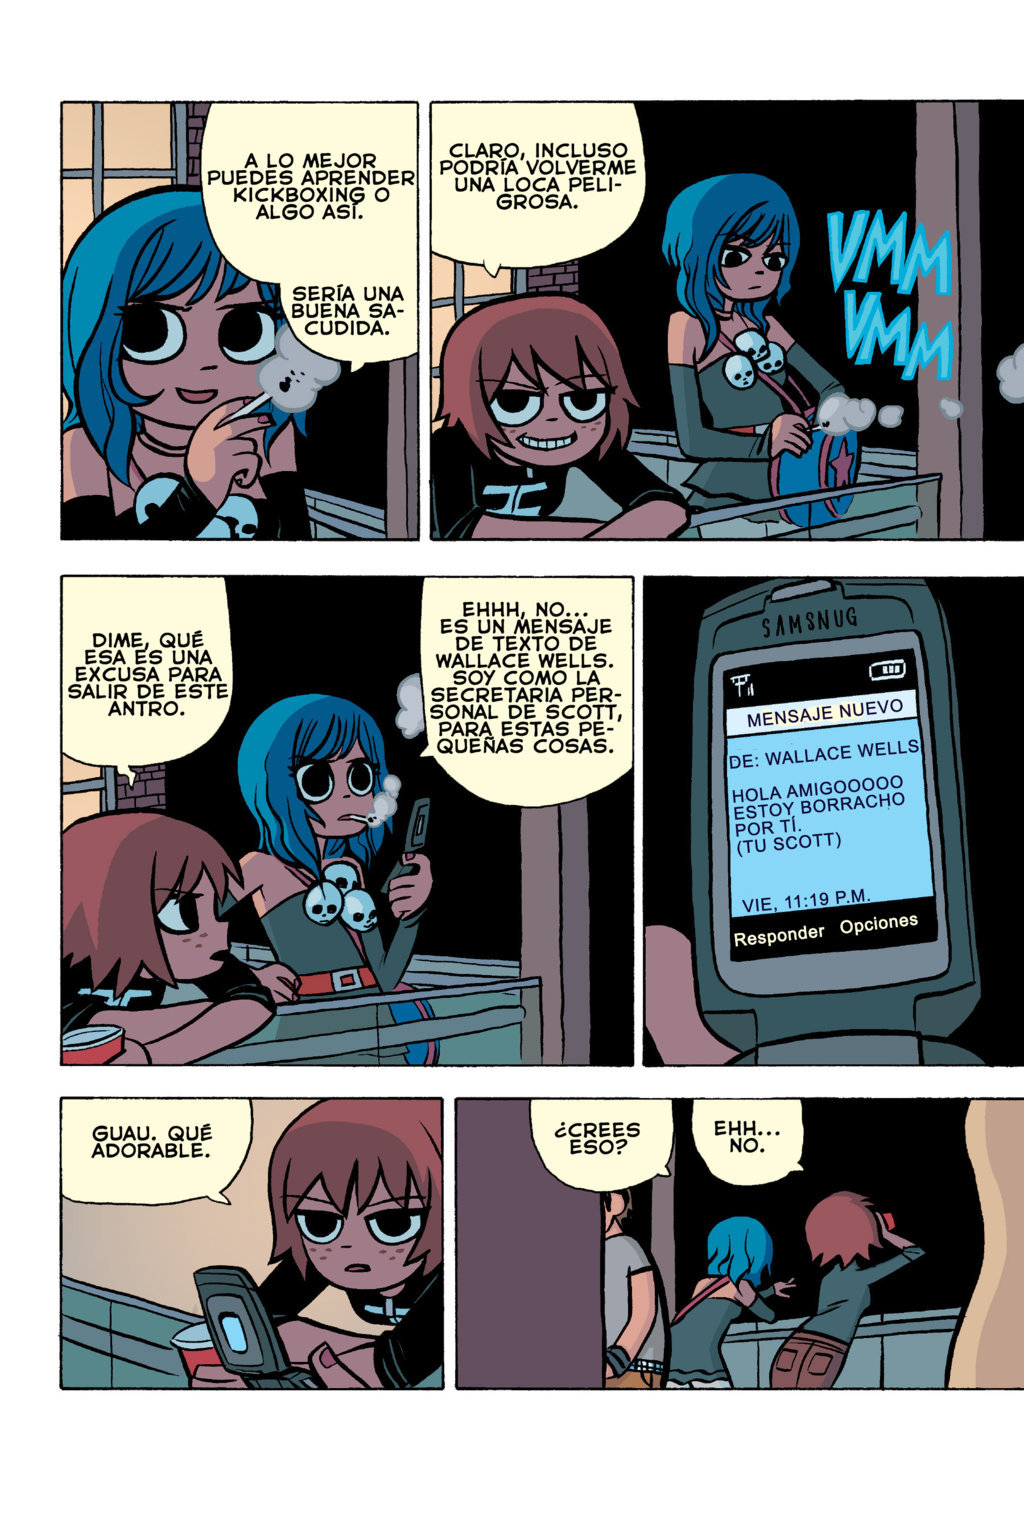 A LO MEJOR
PUEDES APRENDER
KICKBOXING O
ALGO ASÍ.
SERÍA UNA
BUENA SA-
CUDIDA.
CLARO, INCLUSO
PODRÍA VOLVERME
UNA LOCA PELI-
GROSA.
VMM
VMM
DIME, QUÉ
ESA ES UNA
EXCUSA PARA
SALIR DE ESTE
ANTRO.
EHHH, NO...
ES UN MENSAJE
DE TEXTO DE
WALLACE WELLS.
SOY COMO LA
SECRETARIA PER-
SONAL DE SCOTT,
PARA ESTAS PE-
QUEÑAS COSAS.
SAMSNUG
MENSAJE NUEVO
DE: WALLACE WELLS
HOLA AMIGOOOOO
ESTOY BORRACHO
POR TÍ.
(TU SCOTT)
VIE, 11:19 P.M.
Responder Opciones
GUAU. QUÉ
ADORABLE.
¿CREES
ESO?
EHH...
NO.